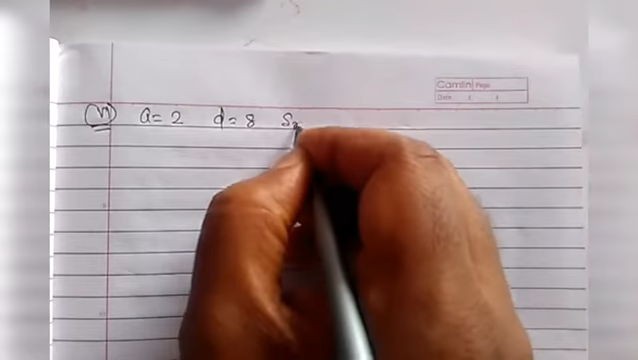 Camlin Page
Date
(vi) a = 2 d = 8 S